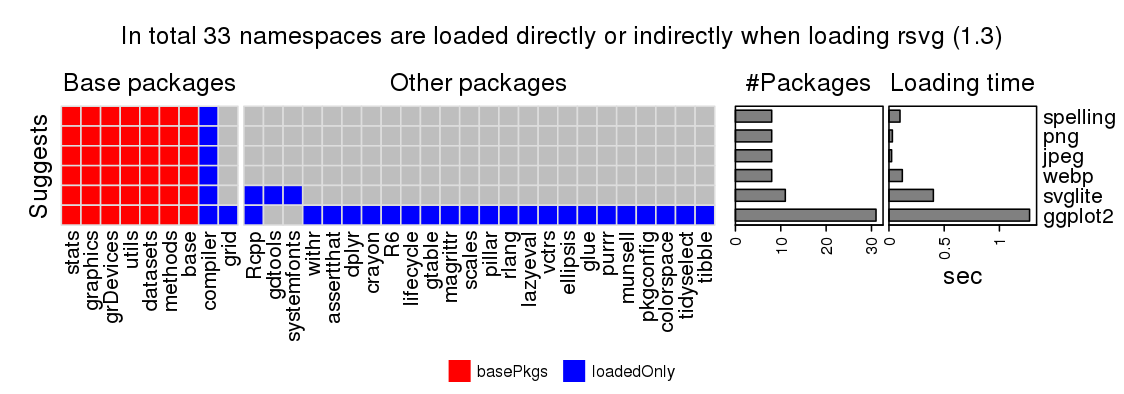 In total 33 namespaces are loaded directly or indirectly when loading rsvg (1.3)
Base packages
Other packages
#Packages
Loading time
Suggests
spelling
png
jpeg
webp
svglite
ggplot2
stats
graphics
grDevices
utils
datasets
methods
base
compiler
grid
Rcpp
gdtools
systemfonts
withr
assertthat
dplyr
crayon
R6
lifecycle
gtable
magrittr
scales
pillar
rlang
lazyeval
vctrs
ellipsis
glue
purrr
munsell
pkgconfig
colorspace
tidyselect
tibble
0
10
20
30
0
0.5
1
sec
basePkgs
loadedOnly